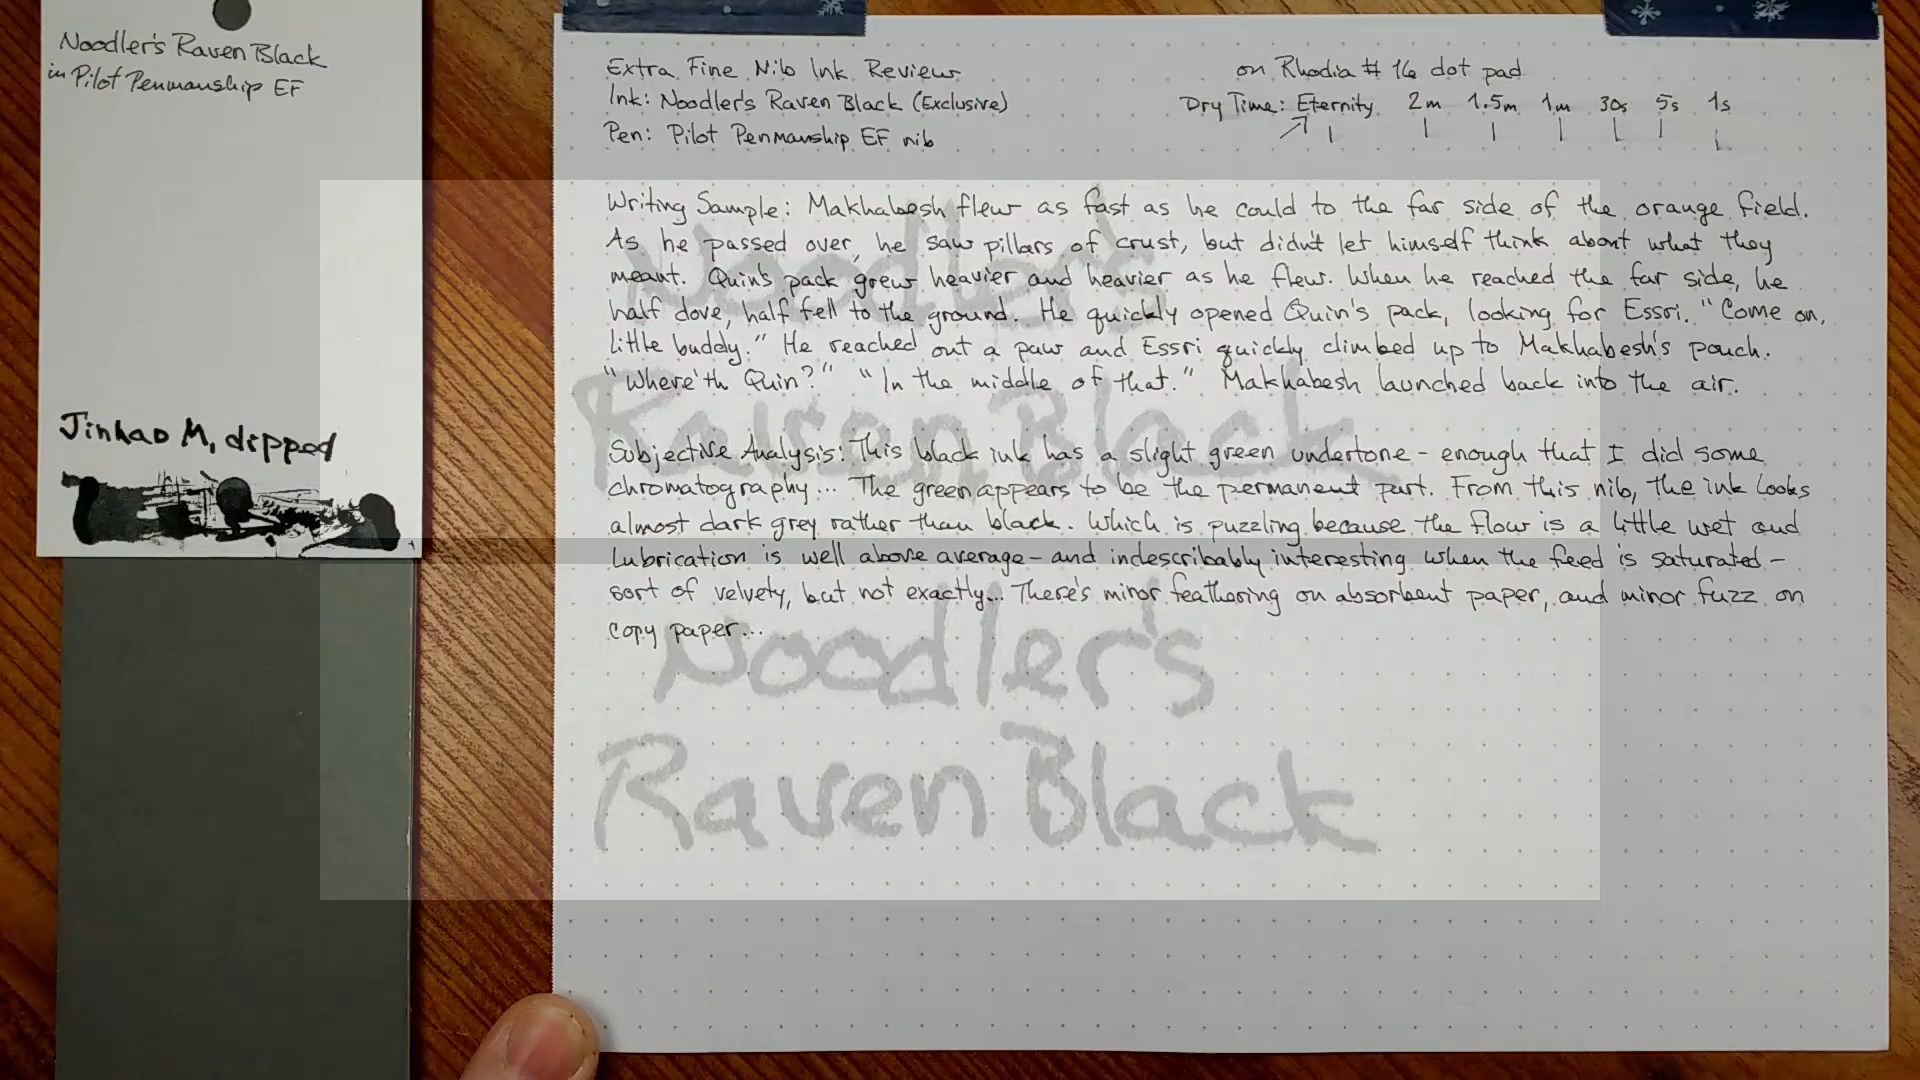 Noodler's Raven Black
in Pilot Penmanship EF
Jinhao M, dipped
Extra Fine Nib Ink Review
Ink: Noodler's Raven Black (Exclusive)
Pen: Pilot Penmanship EF nib
on Rhodia # 16 dot pad
Dry Time: Eternity 2m 1.5m 1m 30s 5s 1s
Writing Sample: Makhabesh flew as fast as he could to the far side of the orange field.
As he passed over, he saw pillars of crust, but didn't let himself think about what they
meant. Quin's pack grew heavier and heavier as he flew. When he reached the far side, he
half dove, half fell to the ground. He quickly opened Quin's pack, looking for Essri. "Come on,
little buddy." He reached out a paw and Essri quickly climbed up to Makhabesh's pouch.
"Where'th Quin?" "In the middle of that." Makhabesh launched back into the air.
Subjective Analysis: This black ink has a slight green undertone - enough that I did some
chromatography... The green appears to be the permanent part. From this nib, the ink looks
almost dark grey rather than black. Which is puzzling because the flow is a little wet and
lubrication is well above average - and indescribably interesting when the feed is saturated -
sort of velvety, but not exactly... There's minor feathering on absorbent paper, and minor fuzz on
copy paper...
Noodler's
Raven Black
Noodler's
Raven Black